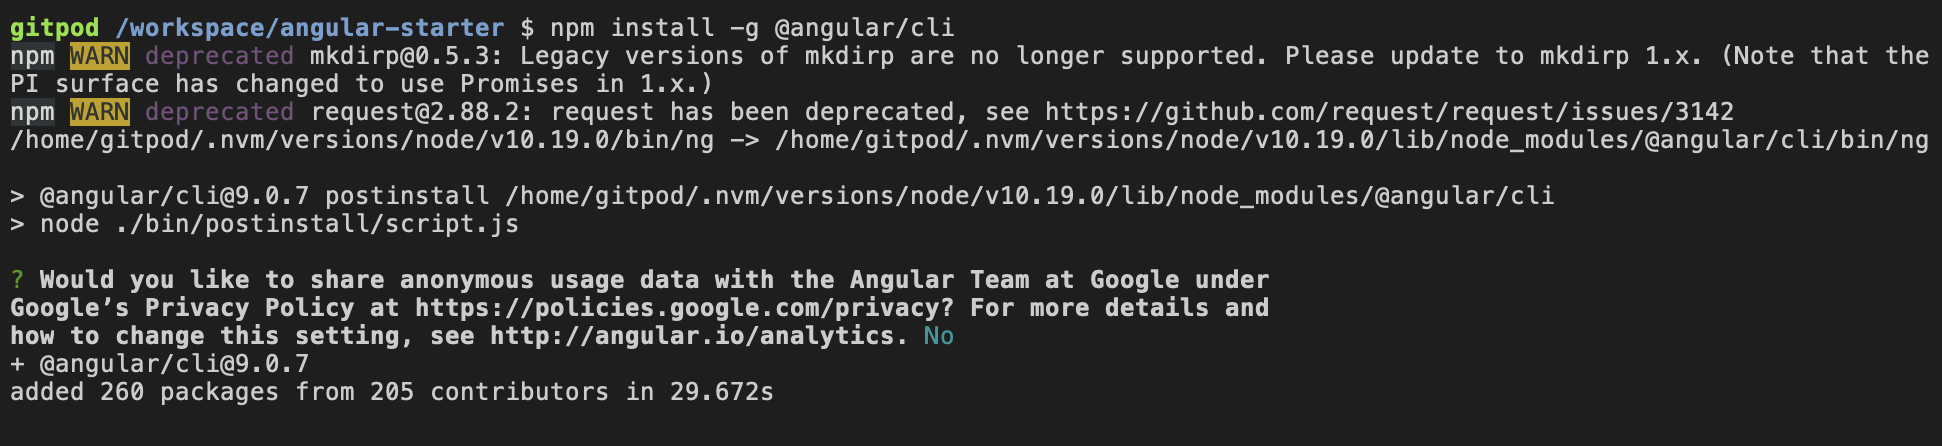 gitpod /workspace/angular-starter $ npm install -g @angular/cli
npm WARN deprecated mkdirp@0.5.3: Legacy versions of mkdirp are no longer supported. Please update to mkdirp 1.x. (Note that the
PI surface has changed to use Promises in 1.x.)
npm WARN deprecated request@2.88.2: request has been deprecated, see https://github.com/request/request/issues/3142
/home/gitpod/.nvm/versions/node/v10.19.0/bin/ng -> /home/gitpod/.nvm/versions/node/v10.19.0/lib/node_modules/@angular/cli/bin/ng
> @angular/cli@9.0.7 postinstall /home/gitpod/.nvm/versions/node/v10.19.0/lib/node_modules/@angular/cli
> node ./bin/postinstall/script.js
? Would you like to share anonymous usage data with the Angular Team at Google under
Google’s Privacy Policy at https://policies.google.com/privacy? For more details and
how to change this setting, see http://angular.io/analytics. No
+ @angular/cli@9.0.7
added 260 packages from 205 contributors in 29.672s